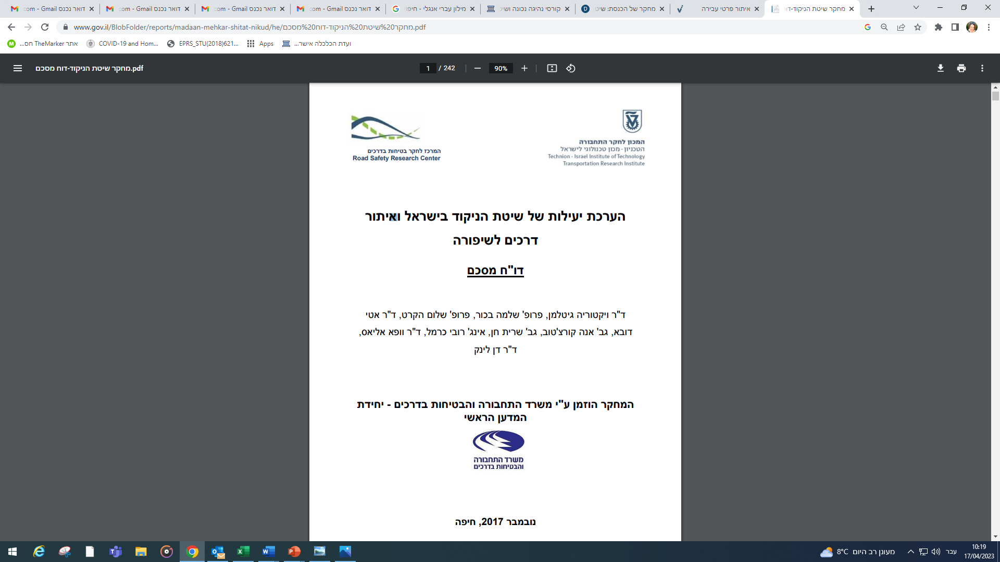 דואר נכנס com - Gmail
דואר נכנס com - Gmail
דואר נכנס com - Gmail
דואר נכנס com - Gmail
מילון עברי אנגלי - חיפו
קורסי נהיגה נכונה ושיט
מחקר של הכנסת: שיט
איתור פרטי עבירה
מחקר שיטת הניקוד-דוח
www.gov.il/BlobFolder/reports/madaan-mehkar-shitat-nikud/he/מחקר%20שיטת%20הניקוד-דוח%20מסכם.pdf
אתר TheMarker חס...
COVID-19 and Hom...
EPRS_STU(2018)621...
Apps
ועדת הכלכלה אישר...
מחקר שיטת הניקוד-דוח מסכם.pdf
1 / 242
90%
המרכז לחקר בטיחות בדרכים
Road Safety Research Center
המכון לחקר התחבורה
הטכניון - מכון טכנולוגי לישראל
Technion - Israel Institute of Technology
Transportation Research Institute
הערכת יעילות של שיטת הניקוד בישראל ואיתור
דרכים לשיפורה
דו"ח מסכם
ד"ר ויקטוריה גיטלמן, פרופ' שלמה בכור, פרופ' שלום הקרט, ד"ר אטי
דובא, גב' אנה קורצ'טוב, גב' שרית חן, אינג' רובי כרמל, ד"ר וופא אליאס,
ד"ר דן לינק
המחקר הוזמן ע"י משרד התחבורה והבטיחות בדרכים - יחידת
המדען הראשי
משרד התחבורה
והבטיחות בדרכים
נובמבר 2017, חיפה
8°C מעונן רב היום
עבר
10:19
17/04/2023